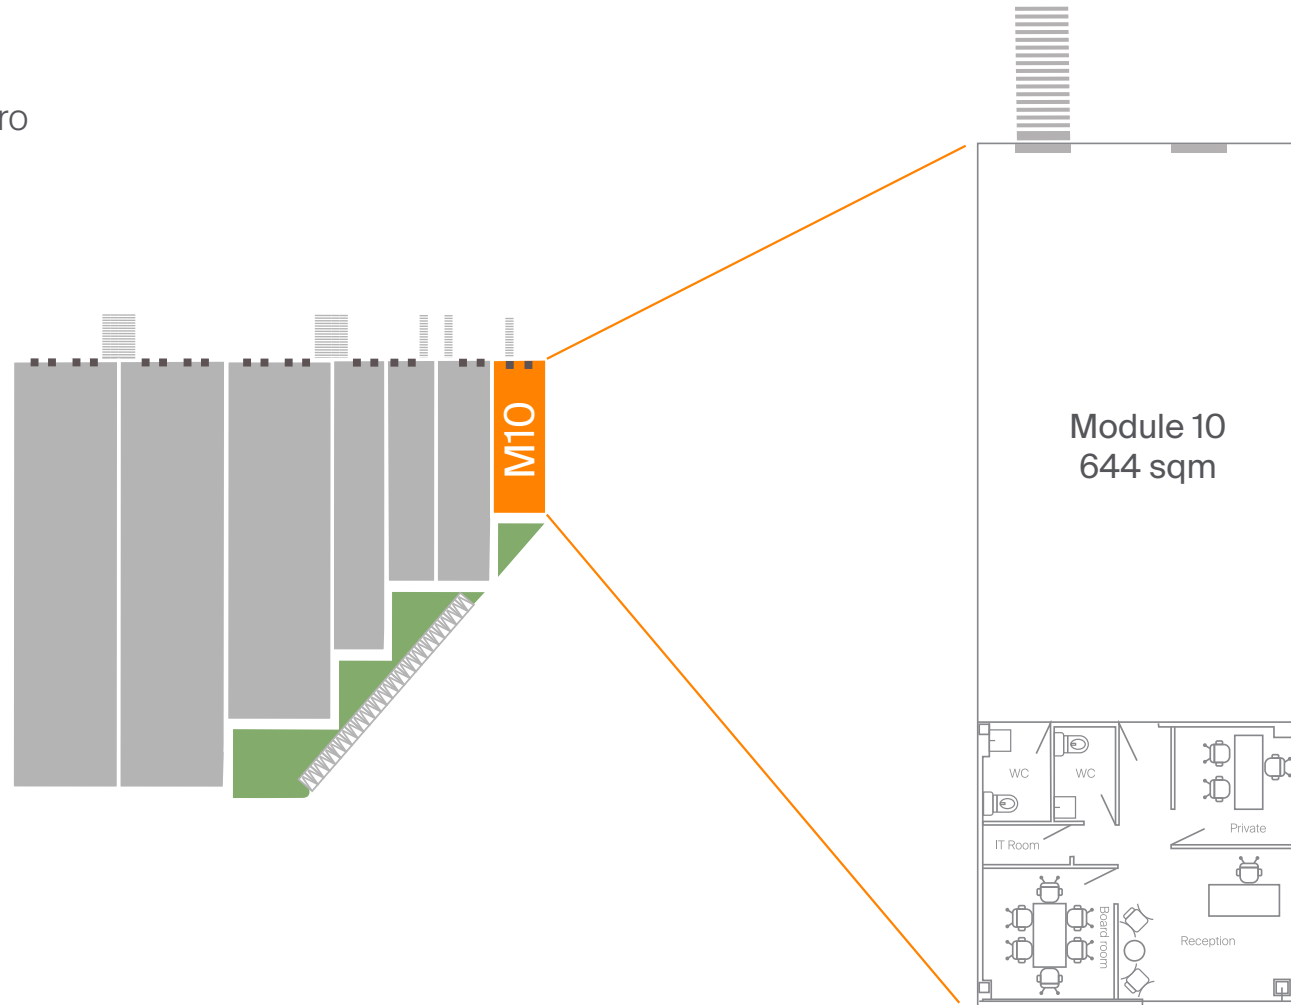 ro
M10
Module 10
644 sqm
WC
WC
IT Room
Private
Board room
Reception